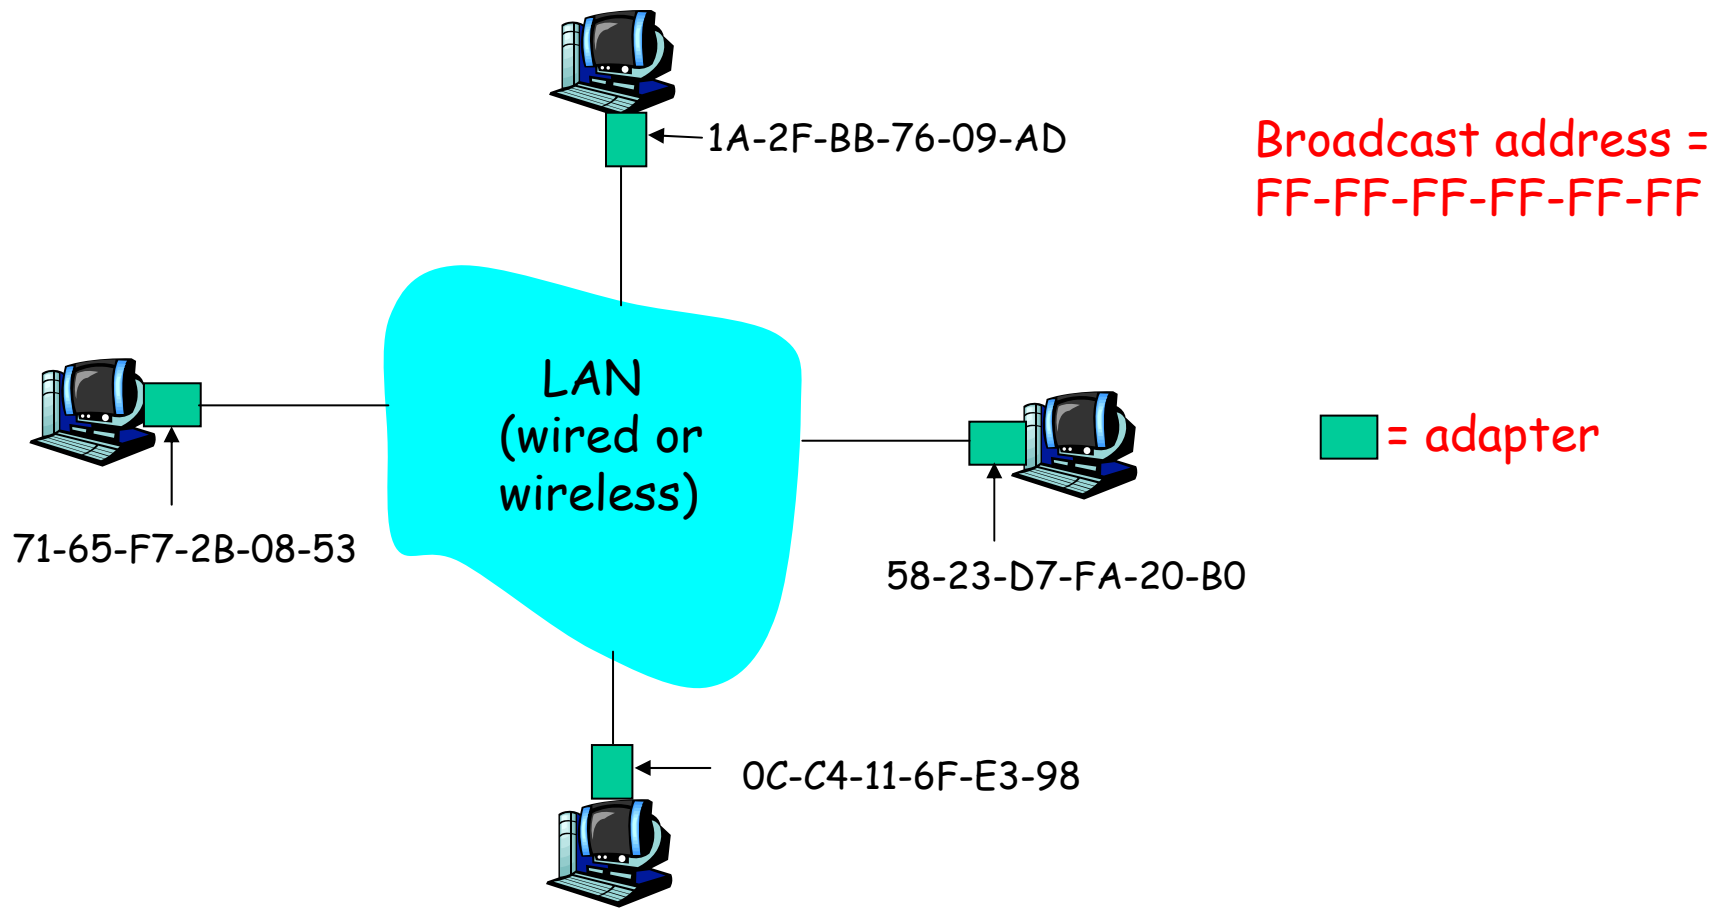 1A-2F-BB-76-09-AD
Broadcast address =
FF-FF-FF-FF-FF-FF
LAN
(wired or
wireless)
= adapter
71-65-F7-2B-08-53
58-23-D7-FA-20-B0
0C-C4-11-6F-E3-98